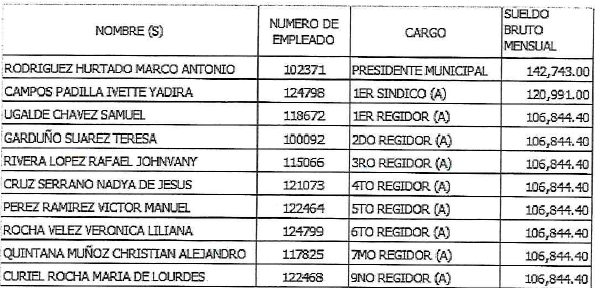 NOMBRE (S) NUMERO DE EMPLEADO CARGO SUELDO BRUTO MENSUAL
RODRIGUEZ HURTADO MARCO ANTONIO 102371 PRESIDENTE MUNICIPAL 142,743.00
CAMPOS PADILLA IVETTE YADIRA 124798 1ER SINDICO (A) 120,991.00
UGALDE CHAVEZ SAMUEL 118672 1ER REGIDOR (A) 106,844.40
GARDUÑO SUAREZ TERESA 100092 2DO REGIDOR (A) 106,844.40
RIVERA LOPEZ RAFAEL JOHNVANY 115066 3RO REGIDOR (A) 106,844.40
CRUZ SERRANO NADYA DE JESUS 121073 4TO REGIDOR (A) 106,844.40
PEREZ RAMIREZ VICTOR MANUEL 122464 5TO REGIDOR (A) 106,844.40
ROCHA VELEZ VERONICA LILIANA 124799 6TO REGIDOR (A) 106,844.40
QUINTANA MUÑOZ CHRISTIAN ALEJANDRO 117825 7MO REGIDOR (A) 106,844.40
CURIEL ROCHA MARIA DE LOURDES 122468 9NO REGIDOR (A) 106,844.40